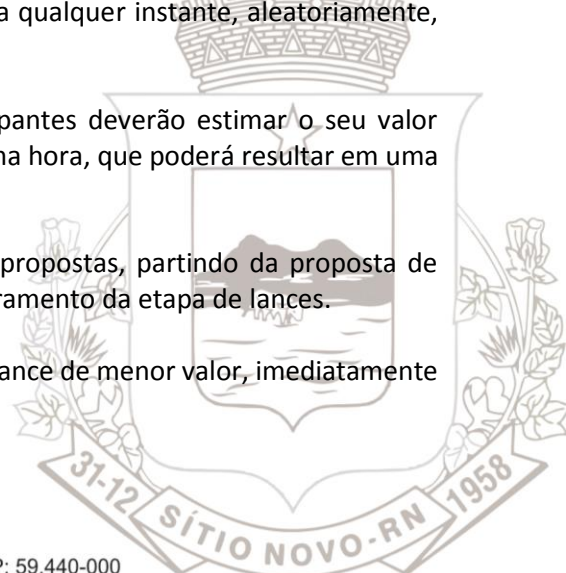 a qualquer instante, aleatoriamente,
pantes deverão estimar o seu valor
na hora, que poderá resultar em uma
propostas, partindo da proposta de
ramento da etapa de lances.
ance de menor valor, imediatamente
31-12 SÍTIO NOVO-RN 1958
P: 59.440-000